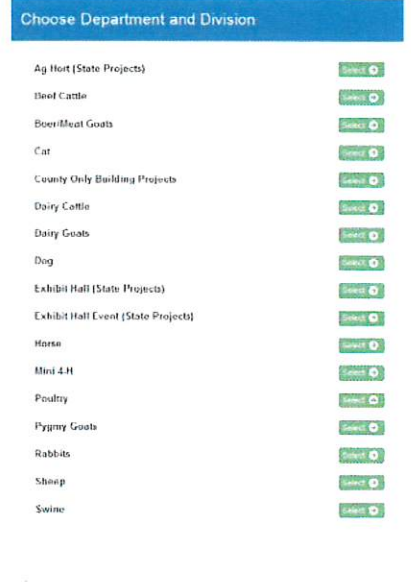 Choose Department and Division
Ag Hort (State Projects) Select
Beef Cattle Select
Boer/Meat Goats Select
Cat Select
County Only Building Projects Select
Dairy Cattle Select
Dairy Goats Select
Dog Select
Exhibit Hall (State Projects) Select
Exhibit Hall Event (State Projects) Select
Horse Select
Mini 4-H Select
Poultry Select
Pygmy Goats Select
Rabbits Select
Sheep Select
Swine Select